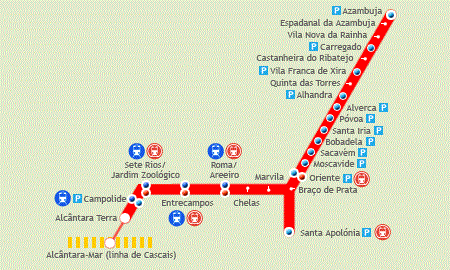 P Azambuja
Espadanal da Azambuja
Vila Nova da Rainha
P Carregado
Castanheira do Ribatejo
P Vila Franca de Xira
Quinta das Torres
P Alhandra
Alverca P
Póvoa P
Santa Iria P
Bobadela P
Sacavém P
Moscavide P
Oriente P
Braço de Prata
Marvila
Chelas
Roma/
Areeiro
Entrecampos
Sete Rios/
Jardim Zoológico
P Campolide
Alcântara Terra
Alcântara-Mar (linha de Cascais)
Santa Apolónia P